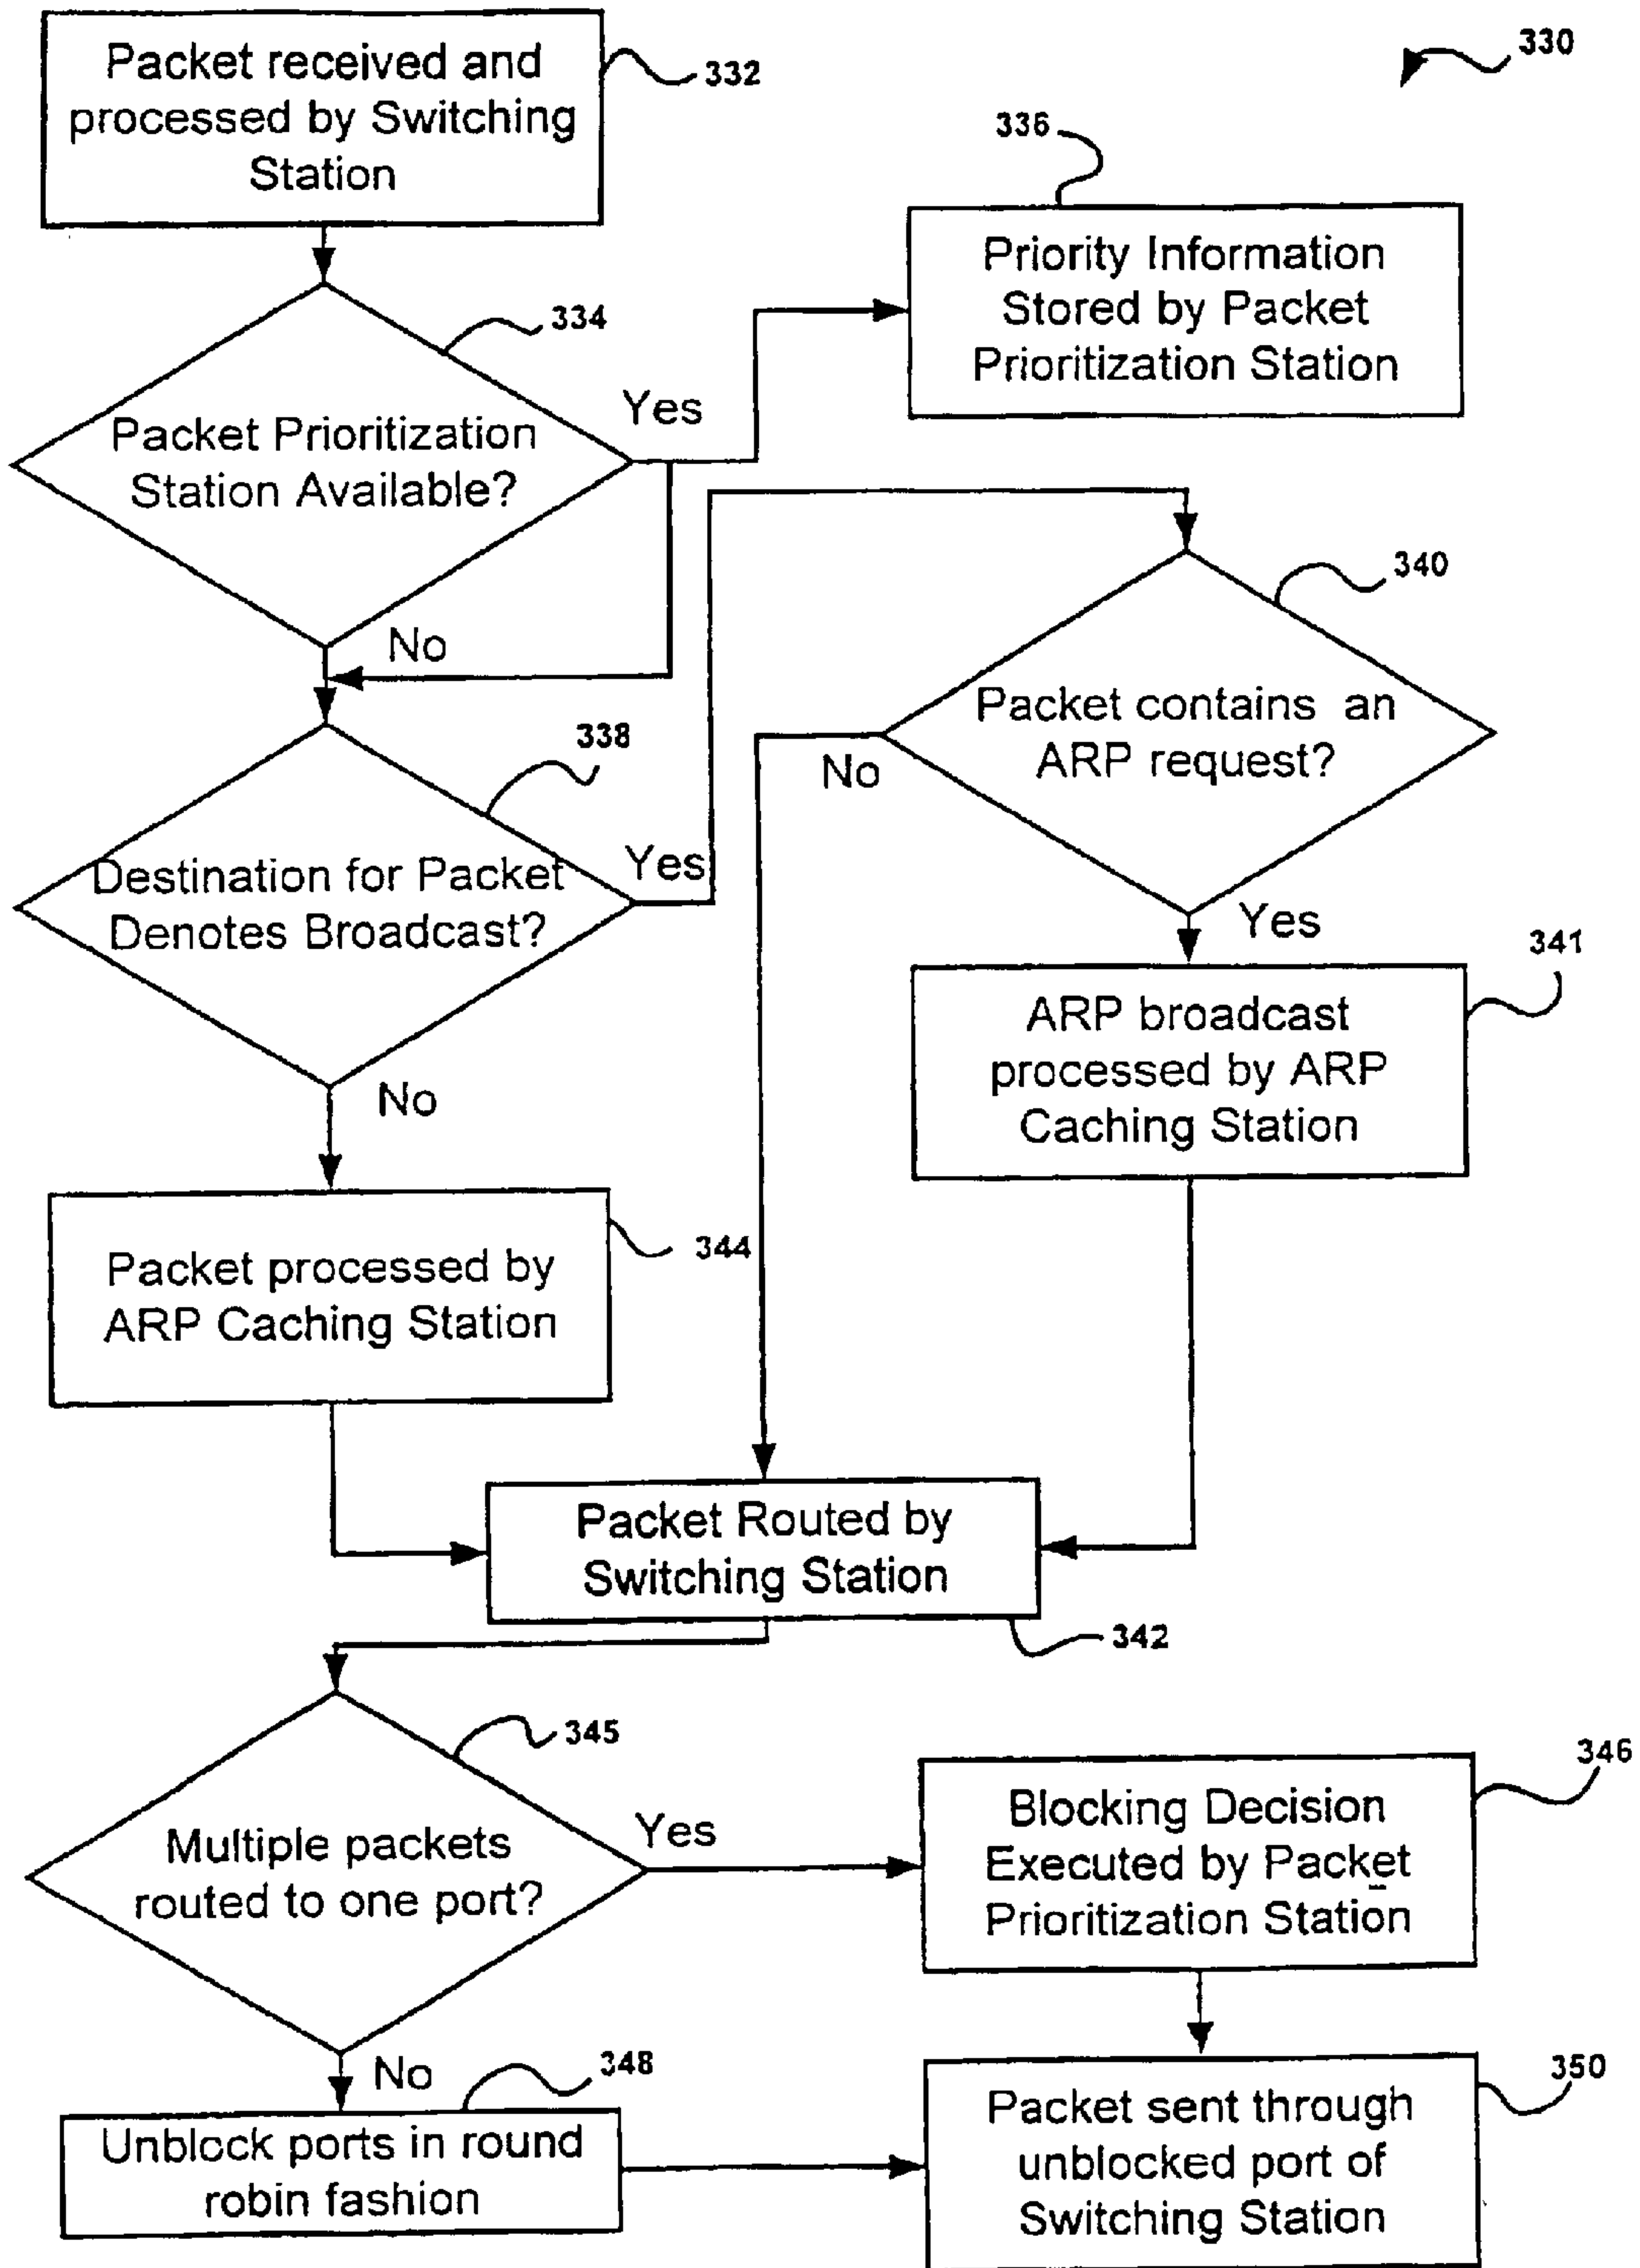 330
Packet received and
processed by Switching
Station
332
336
Priority Information
Stored by Packet
Prioritization Station
334
Packet Prioritization
Station Available?
Yes
No
340
Packet contains an
ARP request?
No
Yes
338
Destination for Packet
Denotes Broadcast?
Yes
No
341
ARP broadcast
processed by ARP
Caching Station
344
Packet processed by
ARP Caching Station
Packet Routed by
Switching Station
342
345
Multiple packets
routed to one port?
Yes
No
346
Blocking Decision
Executed by Packet
Prioritization Station
348
Unblock ports in round
robin fashion
350
Packet sent through
unblocked port of
Switching Station